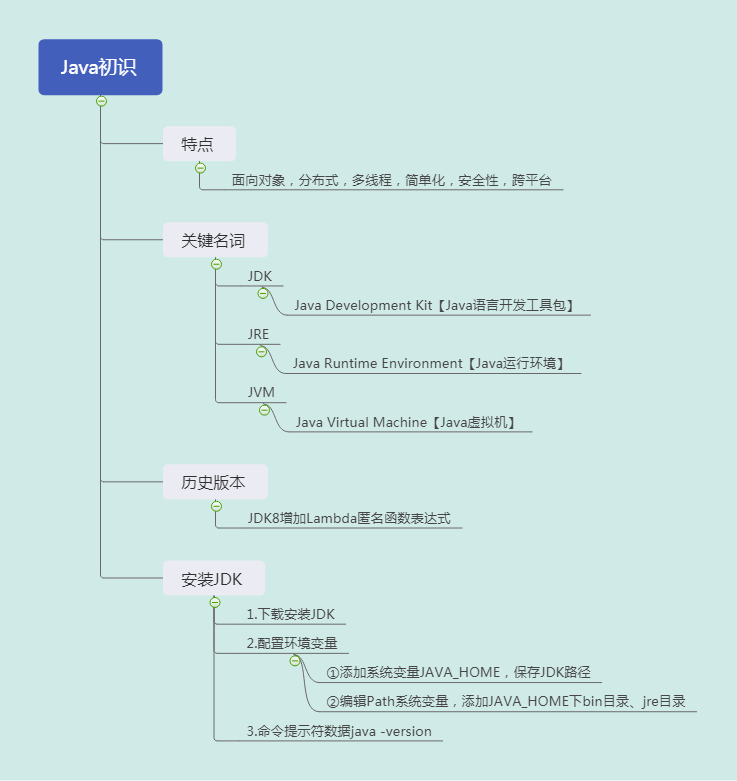 Java初识
特点
面向对象，分布式，多线程，简单化，安全性，跨平台
关键名词
JDK
Java Development Kit【Java语言开发工具包】
JRE
Java Runtime Environment【Java运行环境】
JVM
Java Virtual Machine【Java虚拟机】
历史版本
JDK8增加Lambda匿名函数表达式
安装JDK
1.下载安装JDK
2.配置环境变量
①添加系统变量JAVA_HOME，保存JDK路径
②编辑Path系统变量，添加JAVA_HOME下bin目录、jre目录
3.命令提示符数据java -version